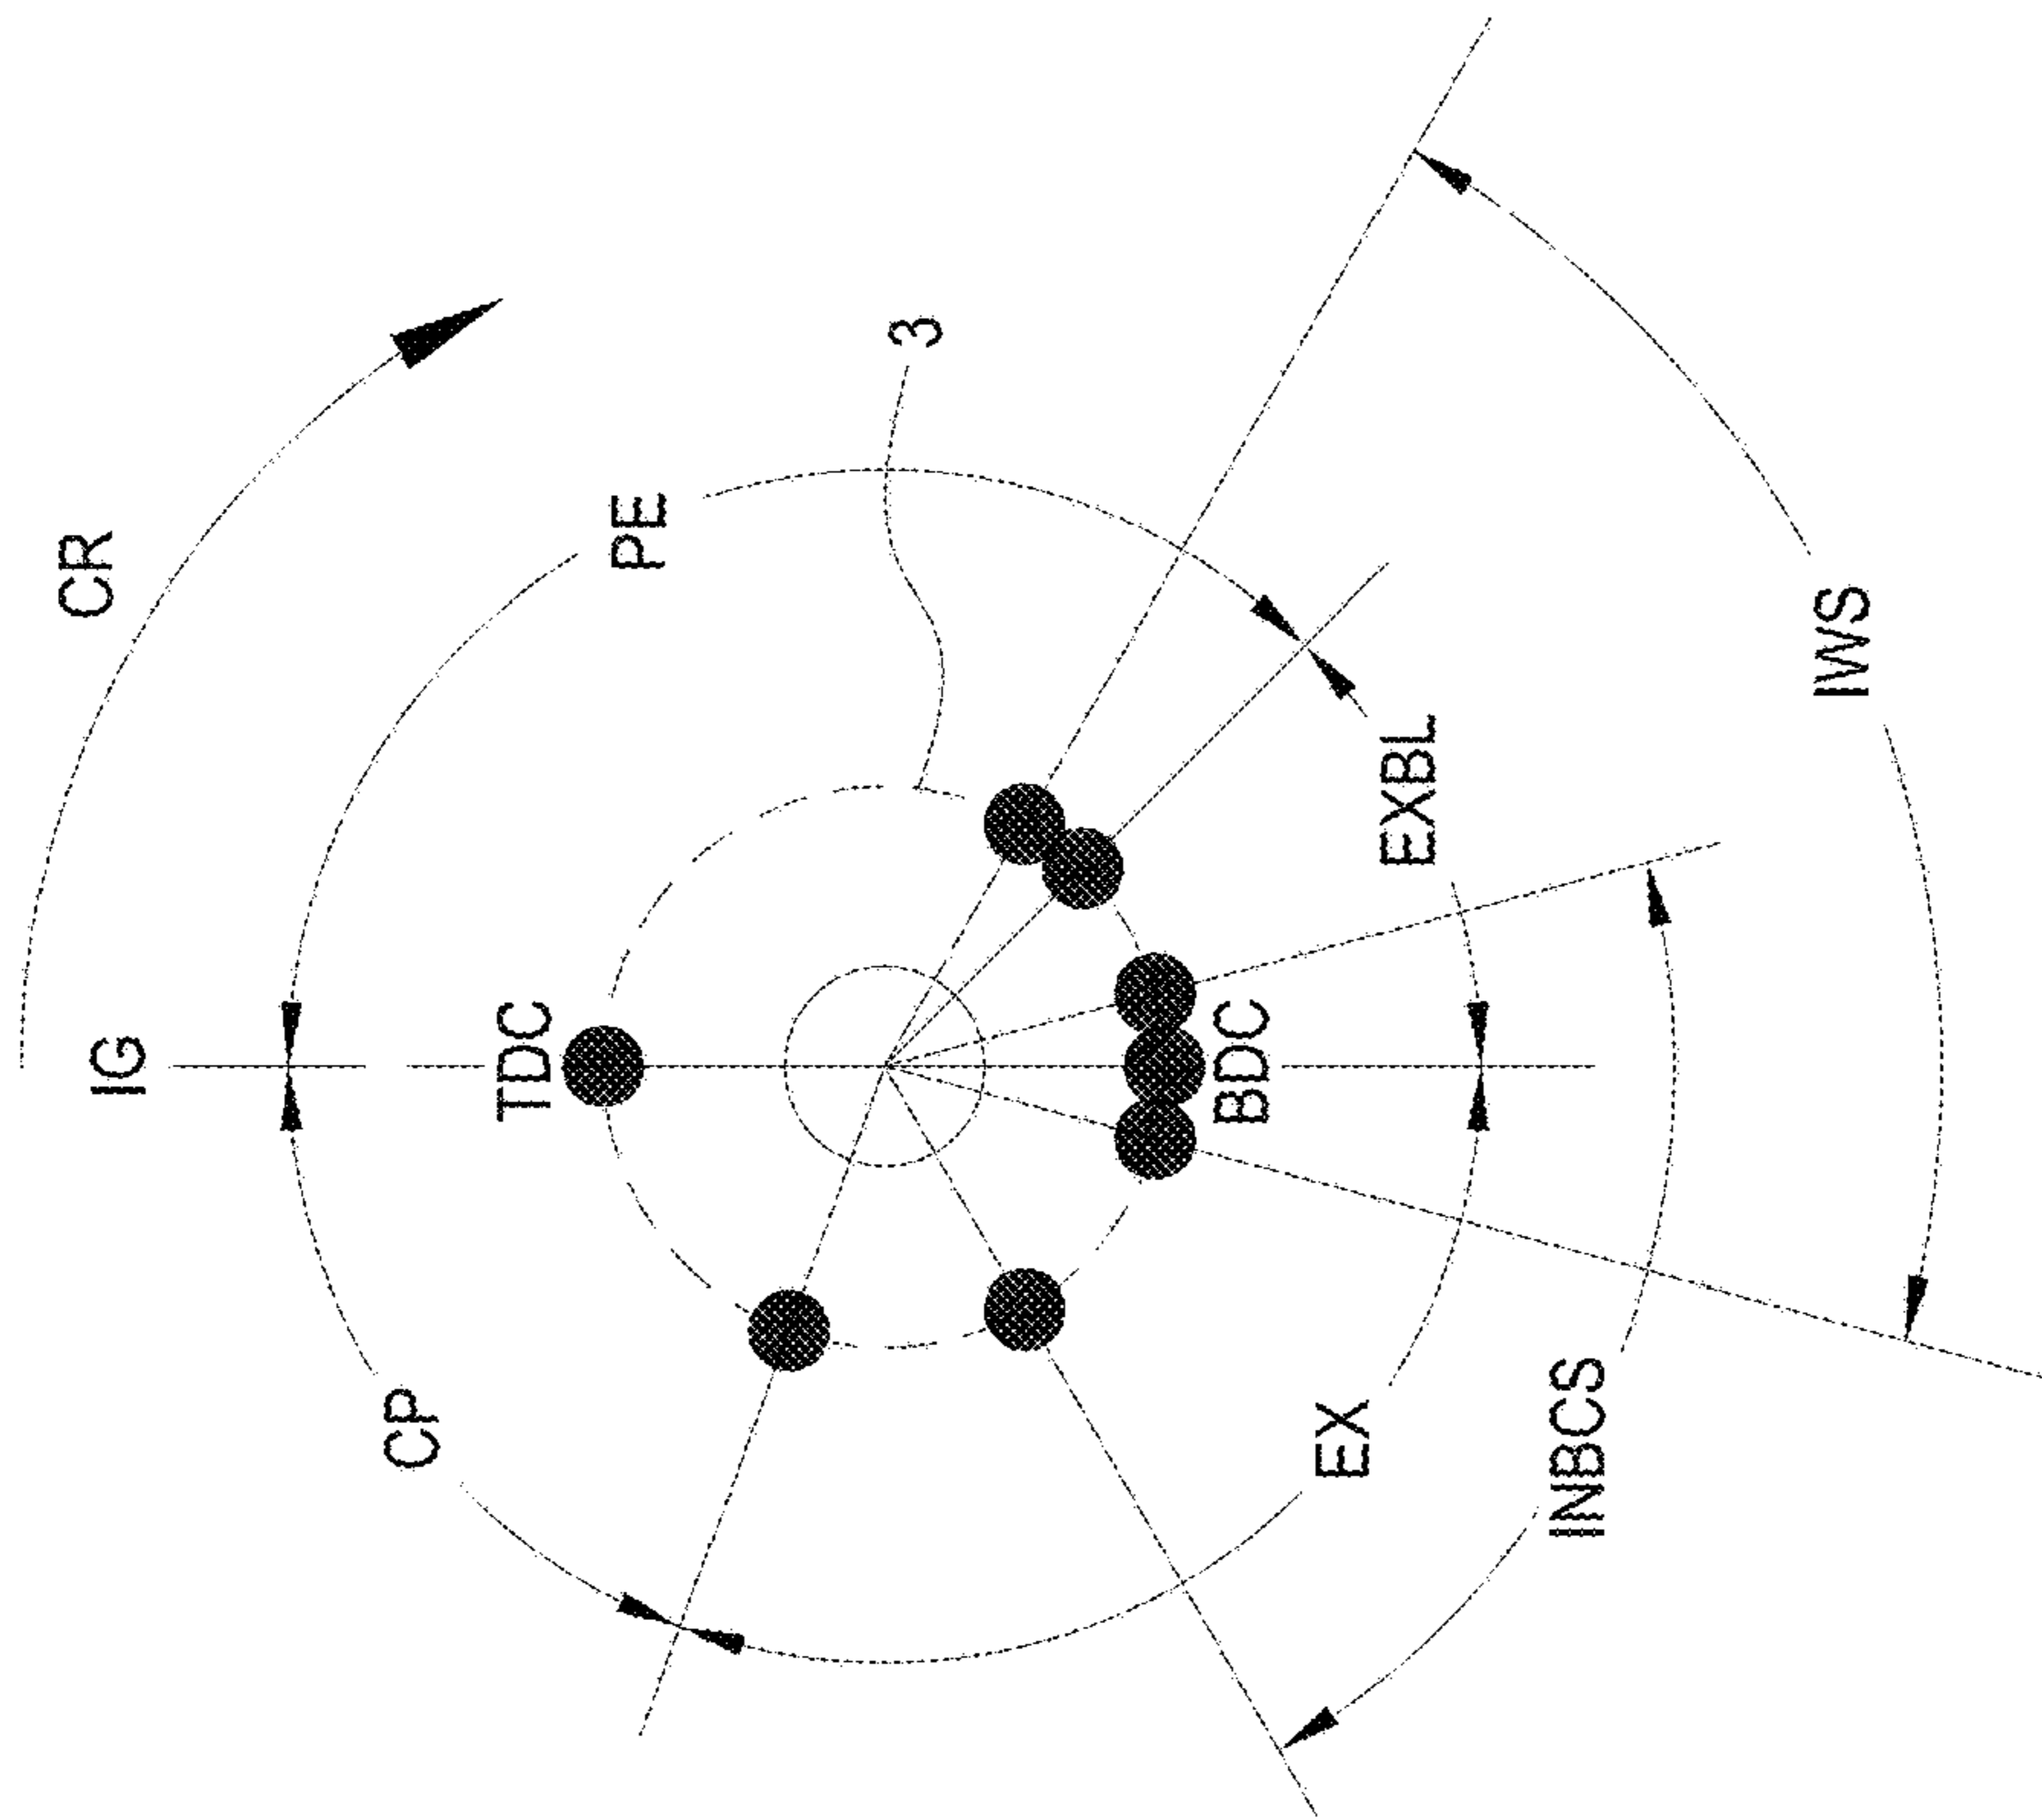 CR
IG
PE
3
TDC
CP
EXBL
IWS
BDC
EX
INBCS